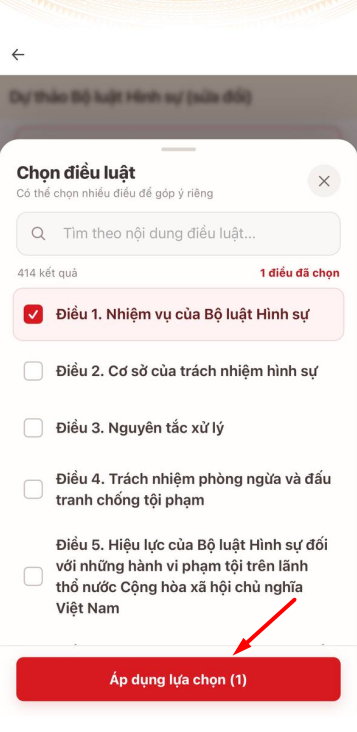 Dự thảo Bộ luật Hình sự (sửa đổi)
Chọn điều luật
Có thể chọn nhiều điều để góp ý riêng
Tìm theo nội dung điều luật...
414 kết quả
1 điều đã chọn
Điều 1. Nhiệm vụ của Bộ luật Hình sự
Điều 2. Cơ sở của trách nhiệm hình sự
Điều 3. Nguyên tắc xử lý
Điều 4. Trách nhiệm phòng ngừa và đấu
tranh chống tội phạm
Điều 5. Hiệu lực của Bộ luật Hình sự đối
với những hành vi phạm tội trên lãnh
thổ nước Cộng hòa xã hội chủ nghĩa
Việt Nam
Áp dụng lựa chọn (1)